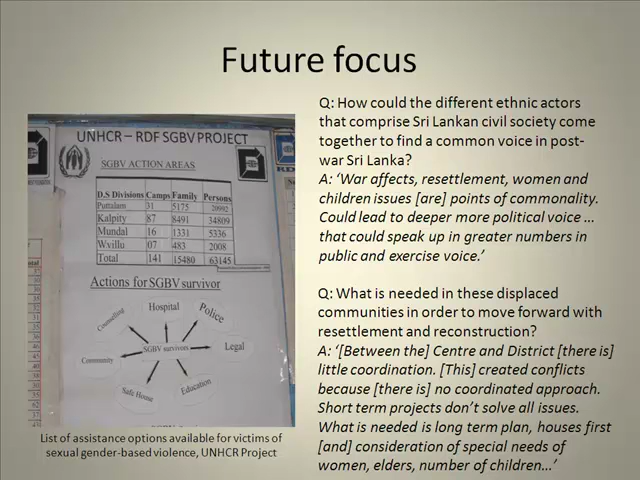 Future focus
UNHCR – RDF SGBV PROJECT
SGBV ACTION AREAS
D.S Divisions Camps Family Persons
Puttalam 31 5175 20992
Kalpity 87 8491 34809
Mundal 16 1331 5336
Wvillu 07 483 2008
Total 141 15480 63145
Actions for SGBV survivor
Hospital
Counselling
Police
SGBV survivors
Legal
Community
Safe House
Education
List of assistance options available for victims of
sexual gender-based violence, UNHCR Project
Q: How could the different ethnic actors
that comprise Sri Lankan civil society come
together to find a common voice in post-
war Sri Lanka?
A: ‘War affects, resettlement, women and
children issues [are] points of commonality.
Could lead to deeper more political voice …
that could speak up in greater numbers in
public and exercise voice.’
Q: What is needed in these displaced
communities in order to move forward with
resettlement and reconstruction?
A: ‘[Between the] Centre and District [there is]
little coordination. [This] created conflicts
because [there is] no coordinated approach.
Short term projects don’t solve all issues.
What is needed is long term plan, houses first
[and] consideration of special needs of
women, elders, number of children…’